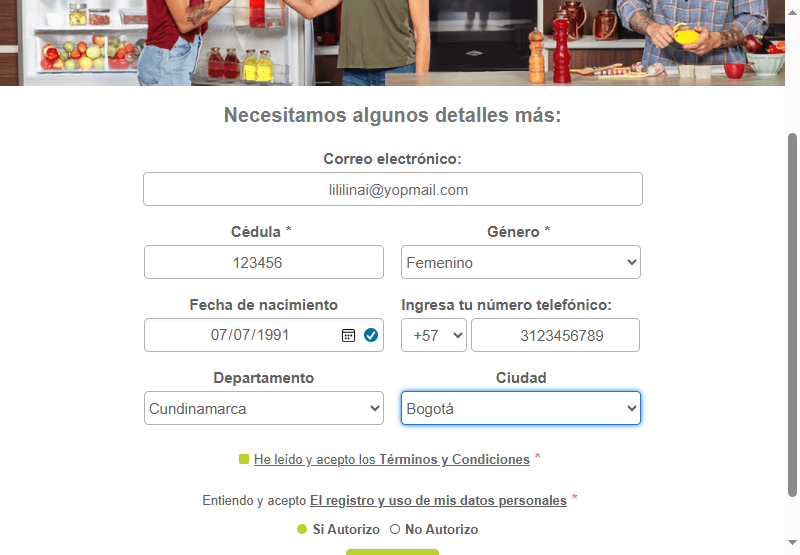 Necesitamos algunos detalles más:
Correo electrónico:
lililinai@yopmail.com
Cédula * Género *
123456 Femenino
Fecha de nacimiento Ingresa tu número telefónico:
07/07/1991 +57 3123456789
Departamento Ciudad
Cundinamarca Bogotá
He leído y acepto los Términos y Condiciones *
Entiendo y acepto El registro y uso de mis datos personales *
Si Autorizo No Autorizo